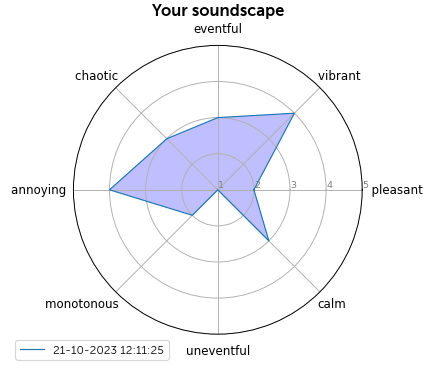 Your soundscape
eventful
chaotic
vibrant
annoying
1 2 3 4 5
pleasant
monotonous
calm
uneventful
21-10-2023 12:11:25